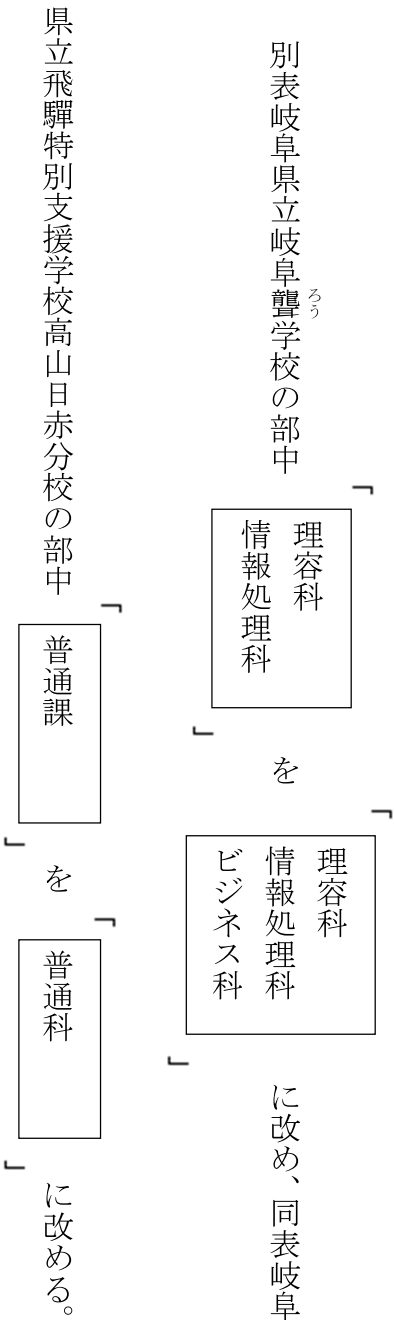 別表岐阜県立岐阜聾学校の部中「
ろう
理容科
情報処理科
」を「
理容科
情報処理科
ビジネス科
」に改め、同表岐阜
県立飛驒特別支援学校高山日赤分校の部中「
普通課
」を「
普通科
」に改める。